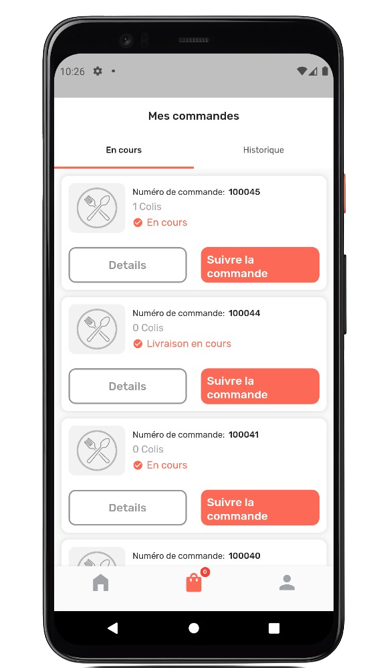 10:26
Mes commandes
En cours Historique
Numéro de commande: 100045
1 Colis
En cours
Details Suivre la
commande
Numéro de commande: 100044
0 Colis
Livraison en cours
Details Suivre la
commande
Numéro de commande: 100041
0 Colis
En cours
Details Suivre la
commande
Numéro de commande: 100040
6